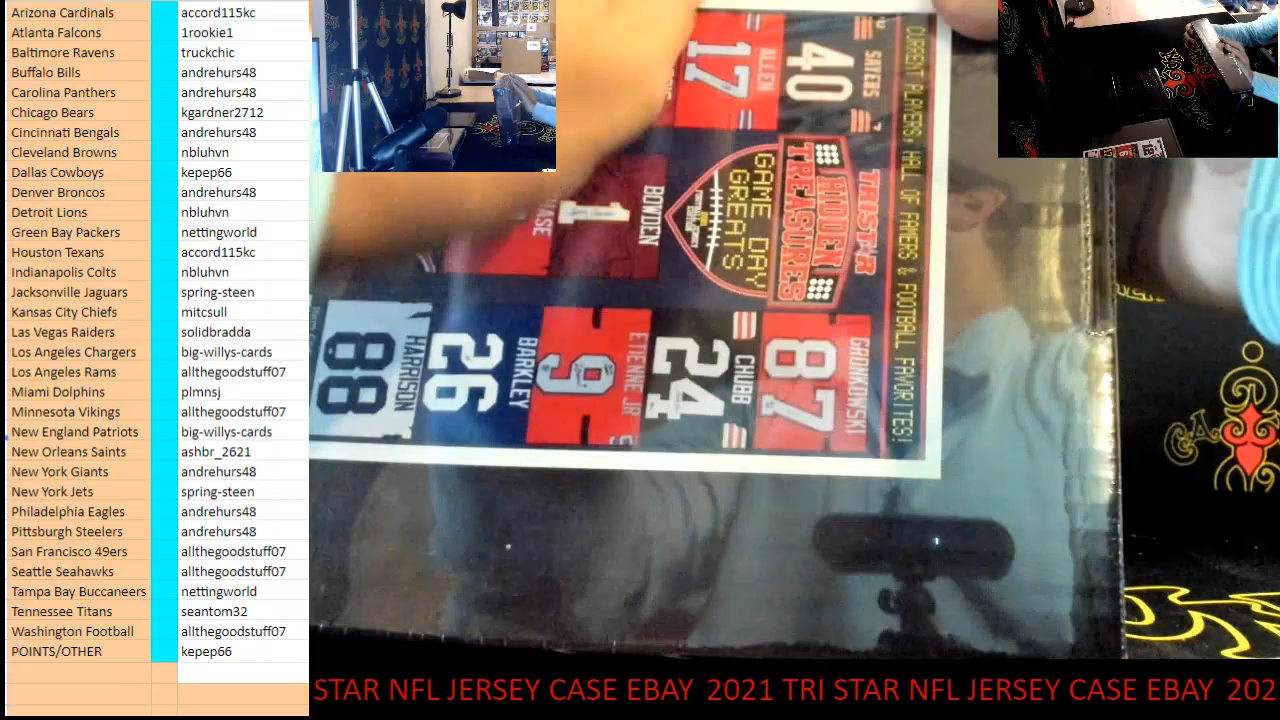 Arizona Cardinals accord115kc
Atlanta Falcons 1rookie1
Baltimore Ravens truckchic
Buffalo Bills andrehurs48
Carolina Panthers andrehurs48
Chicago Bears kgardner2712
Cincinnati Bengals andrehurs48
Cleveland Browns nbluhvn
Dallas Cowboys kepep66
Denver Broncos andrehurs48
Detroit Lions nbluhvn
Green Bay Packers nettingworld
Houston Texans accord115kc
Indianapolis Colts nbluhvn
Jacksonville Jaguars spring-steen
Kansas City Chiefs mitcsull
Las Vegas Raiders solidbradda
Los Angeles Chargers big-willys-cards
Los Angeles Rams allthegoodstuff07
Miami Dolphins plmnsj
Minnesota Vikings allthegoodstuff07
New England Patriots big-willys-cards
New Orleans Saints ashbr_2621
New York Giants andrehurs48
New York Jets spring-steen
Philadelphia Eagles andrehurs48
Pittsburgh Steelers andrehurs48
San Francisco 49ers allthegoodstuff07
Seattle Seahawks allthegoodstuff07
Tampa Bay Buccaneers nettingworld
Tennessee Titans seantom32
Washington Football allthegoodstuff07
POINTS/OTHER kepep66
CURRENT PLAYERS, HALL OF FAMERS & FOOTBALL FAVORITES!
SAYERS
40
ALLEN
17
TRISTAR
HIDDEN
TREASURES
GAME DAY
GREATS
BOWDEN
1
GRONKOWSKI
87
CHUBB
24
ETIENNE JR
9
BARKLEY
26
HARRISON
88
STAR NFL JERSEY CASE EBAY 2021 TRI STAR NFL JERSEY CASE EBAY 202